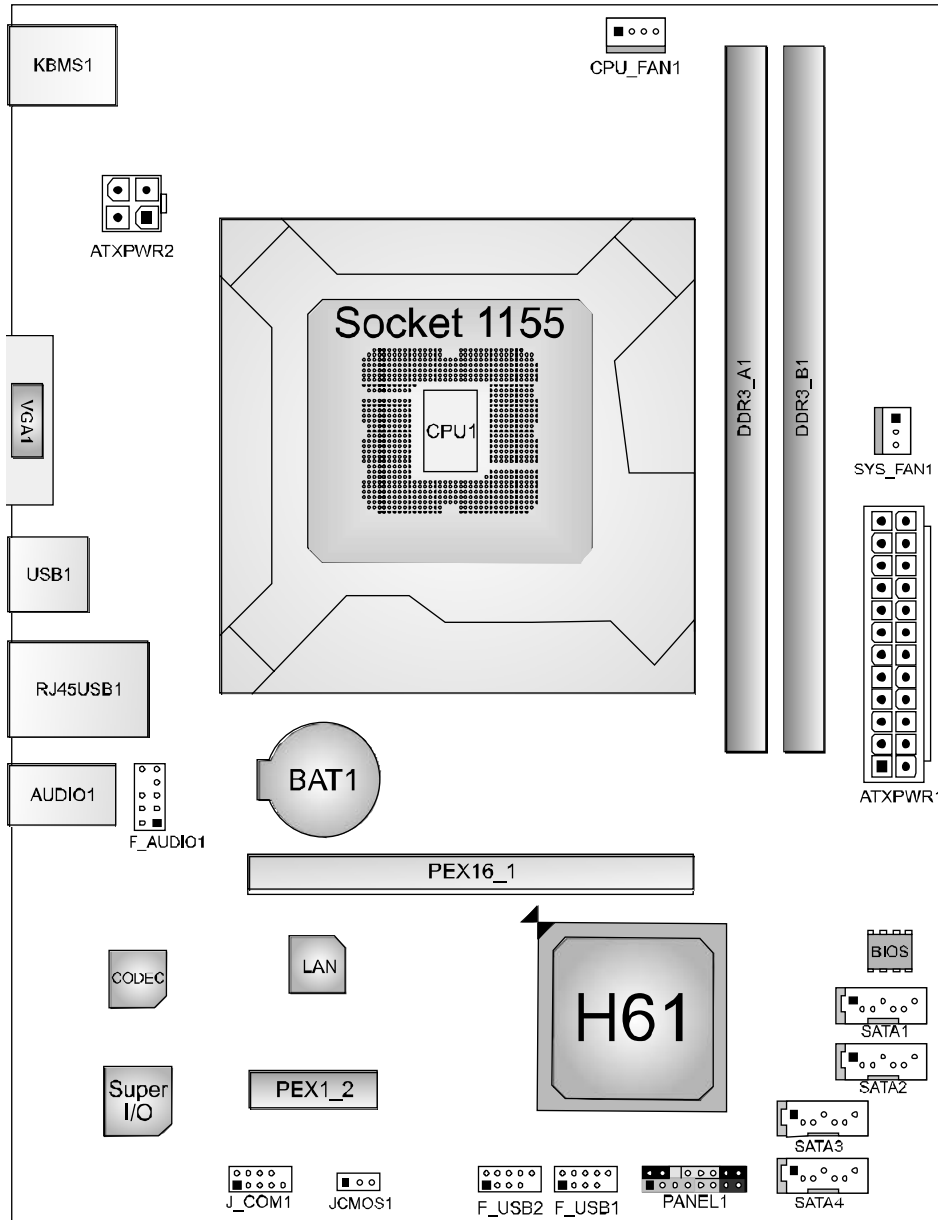 KBMS1
CPU_FAN1
ATXPWR2
Socket 1155
CPU1
DDR3_A1
DDR3_B1
VGA1
SYS_FAN1
USB1
RJ45USB1
BAT1
AUDIO1
F_AUDIO1
ATXPWR1
PEX16_1
CODEC
LAN
H61
BIOS
SATA1
SATA2
Super
I/O
PEX1_2
SATA3
J_COM1
JCMOS1
F_USB2
F_USB1
PANEL1
SATA4